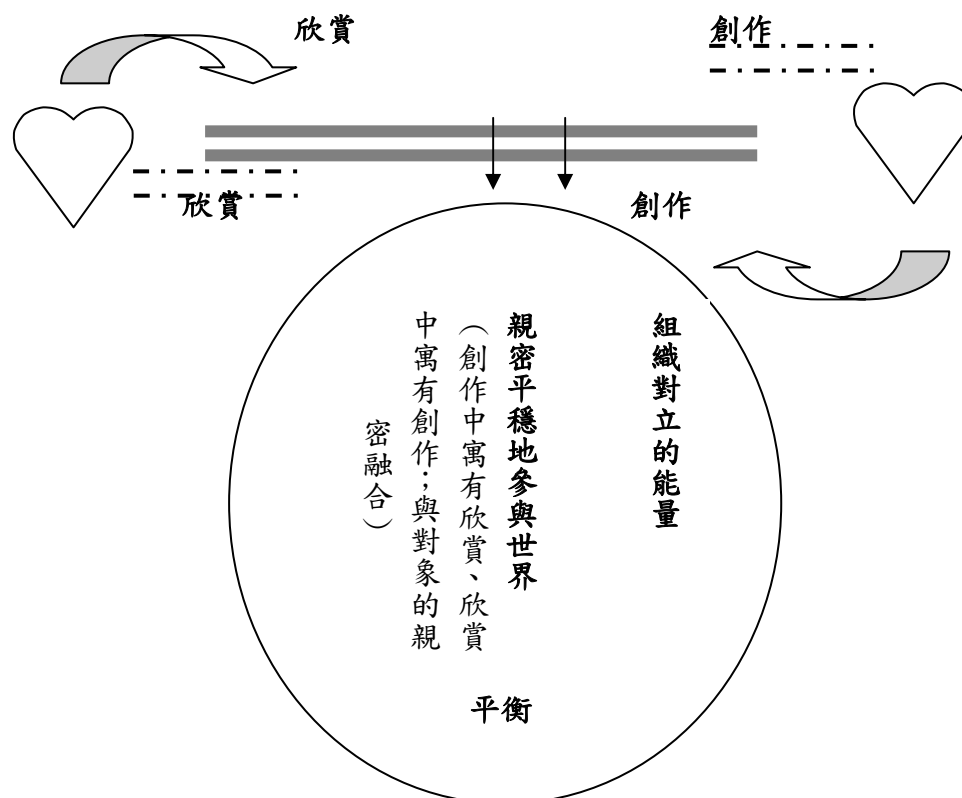 欣賞
創作
欣賞
創作
組織對立的能量
親密平穩地參與世界
（創作中寓有欣賞、欣賞
中寓有創作；與對象的親
密融合）
平衡